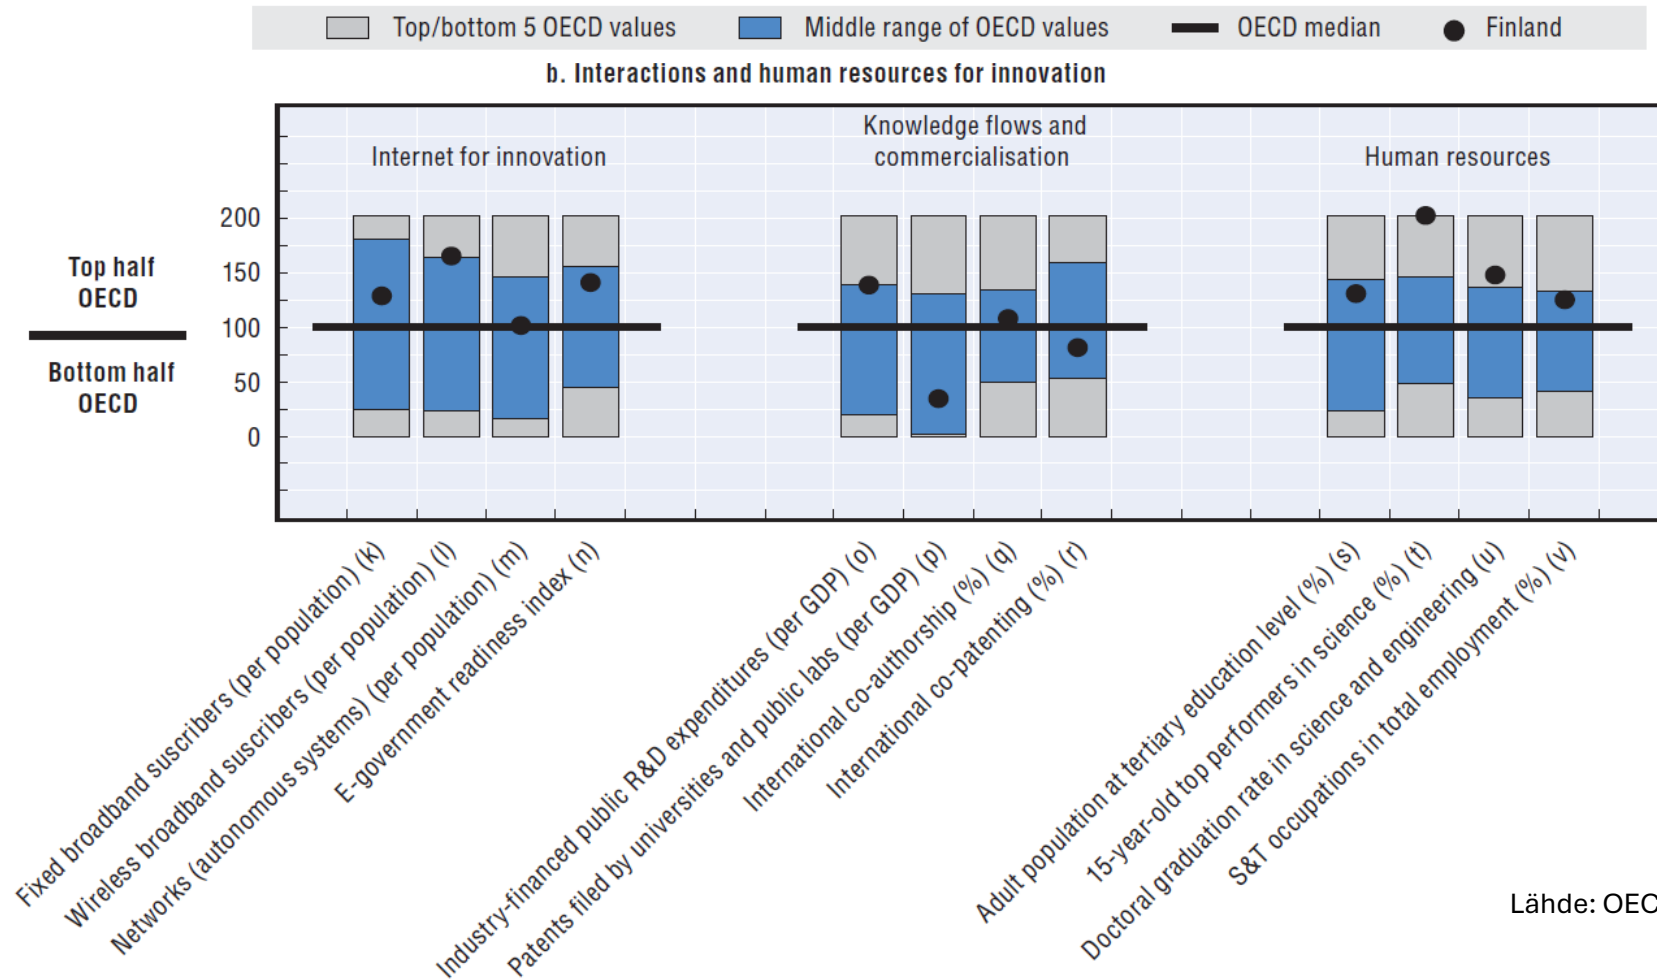 Top/bottom 5 OECD values
Middle range of OECD values
OECD median
Finland
b. Interactions and human resources for innovation
Internet for innovation
Knowledge flows and
commercialisation
Human resources
Top half
OECD
Bottom half
OECD
200
150
100
50
0
Fixed broadband suscribers (per population) (k)
Wireless broadband suscribers (per population) (l)
Networks (autonomous systems) (per population) (m)
E-government readiness index (n)
Industry-financed public R&D expenditures (per GDP) (o)
Patents filed by universities and public labs (per GDP) (p)
International co-authorship (%) (q)
International co-patenting (%) (r)
Adult population at tertiary education level (%) (s)
15-year-old top performers in science (%) (t)
Doctoral graduation rate in science and engineering (u)
S&T occupations in total employment (%) (v)
Lähde: OEC